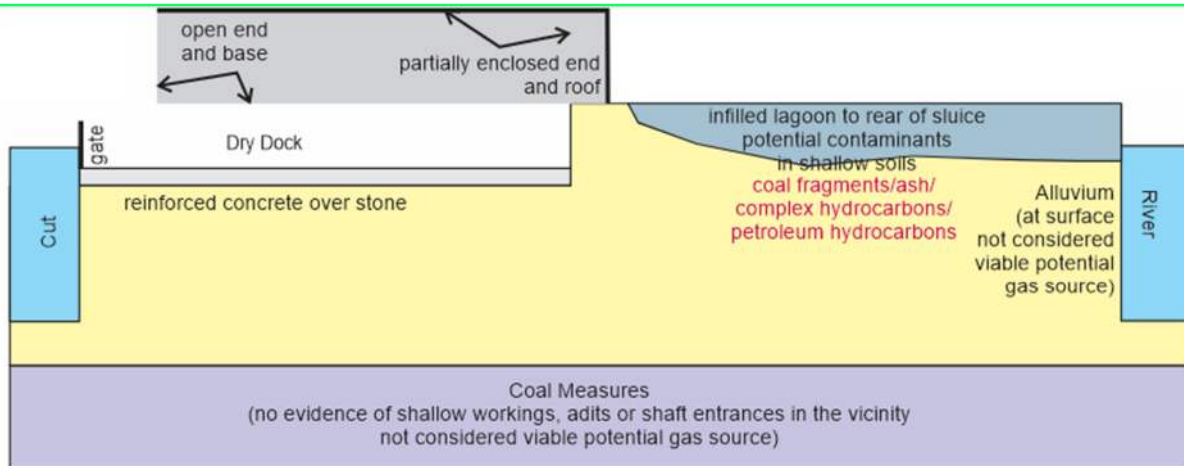 open end
and base
partially enclosed end
and roof
gate
Dry Dock
infilled lagoon to rear of sluice
potential contaminants
in shallow soils
coal fragments/ash/
complex hydrocarbons/
petroleum hydrocarbons
reinforced concrete over stone
Cut
Alluvium
(at surface
not considered
viable potential
gas source)
River
Coal Measures
(no evidence of shallow workings, adits or shaft entrances in the vicinity
not considered viable potential gas source)